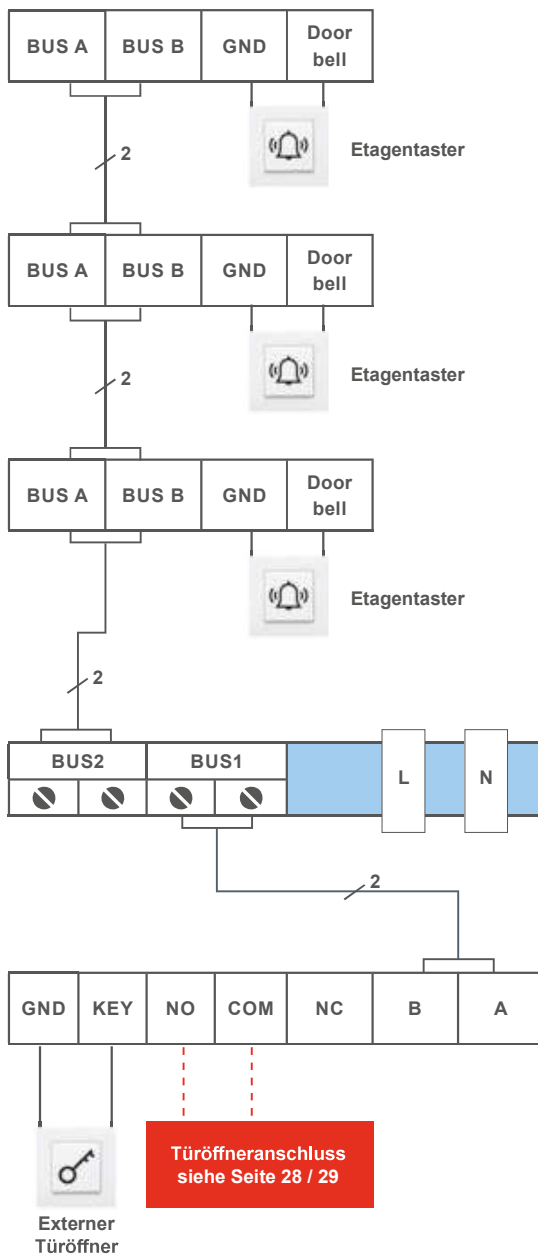 BUS A BUS B GND Door bell
2
Etagentaster
BUS A BUS B GND Door bell
2
Etagentaster
BUS A BUS B GND Door bell
Etagentaster
2
BUS2 BUS1
L N
2
GND KEY NO COM NC B A
Türöffneranschluss
siehe Seite 28 / 29
Externer
Türöffner